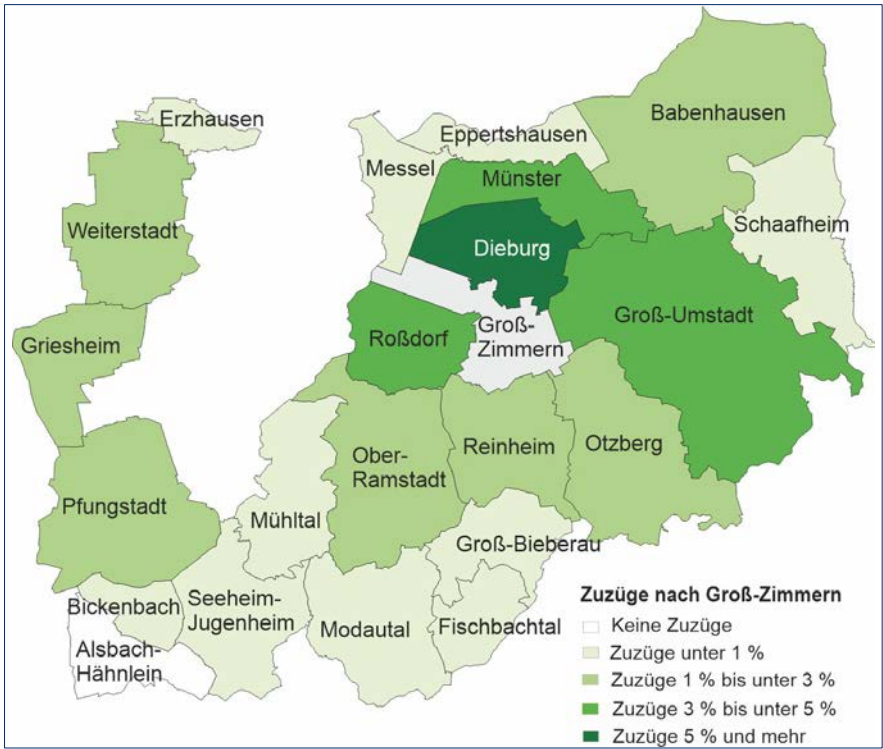 Babenhausen
Erzhausen
Eppertshausen
Messel
Münster
Schaafheim
Weiterstadt
Dieburg
Groß-Umstadt
Groß-
Zimmern
Roßdorf
Griesheim
Ober-
Ramstadt
Reinheim
Otzberg
Pfungstadt
Mühltal
Groß-Bieberau
Bickenbach
Seeheim-
Jugenheim
Modautal
Fischbachtal
Alsbach-
Hähnlein
Zuzüge nach Groß-Zimmern
Keine Zuzüge
Zuzüge unter 1 %
Zuzüge 1 % bis unter 3 %
Zuzüge 3 % bis unter 5 %
Zuzüge 5 % und mehr